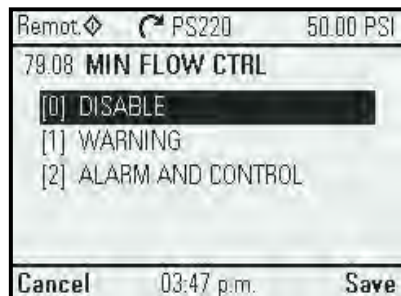 Remot. PS220 50.00 PSI
79.08 MIN FLOW CTRL
[0] DISABLE
[1] WARNING
[2] ALARM AND CONTROL
Cancel 03:47 p.m. Save